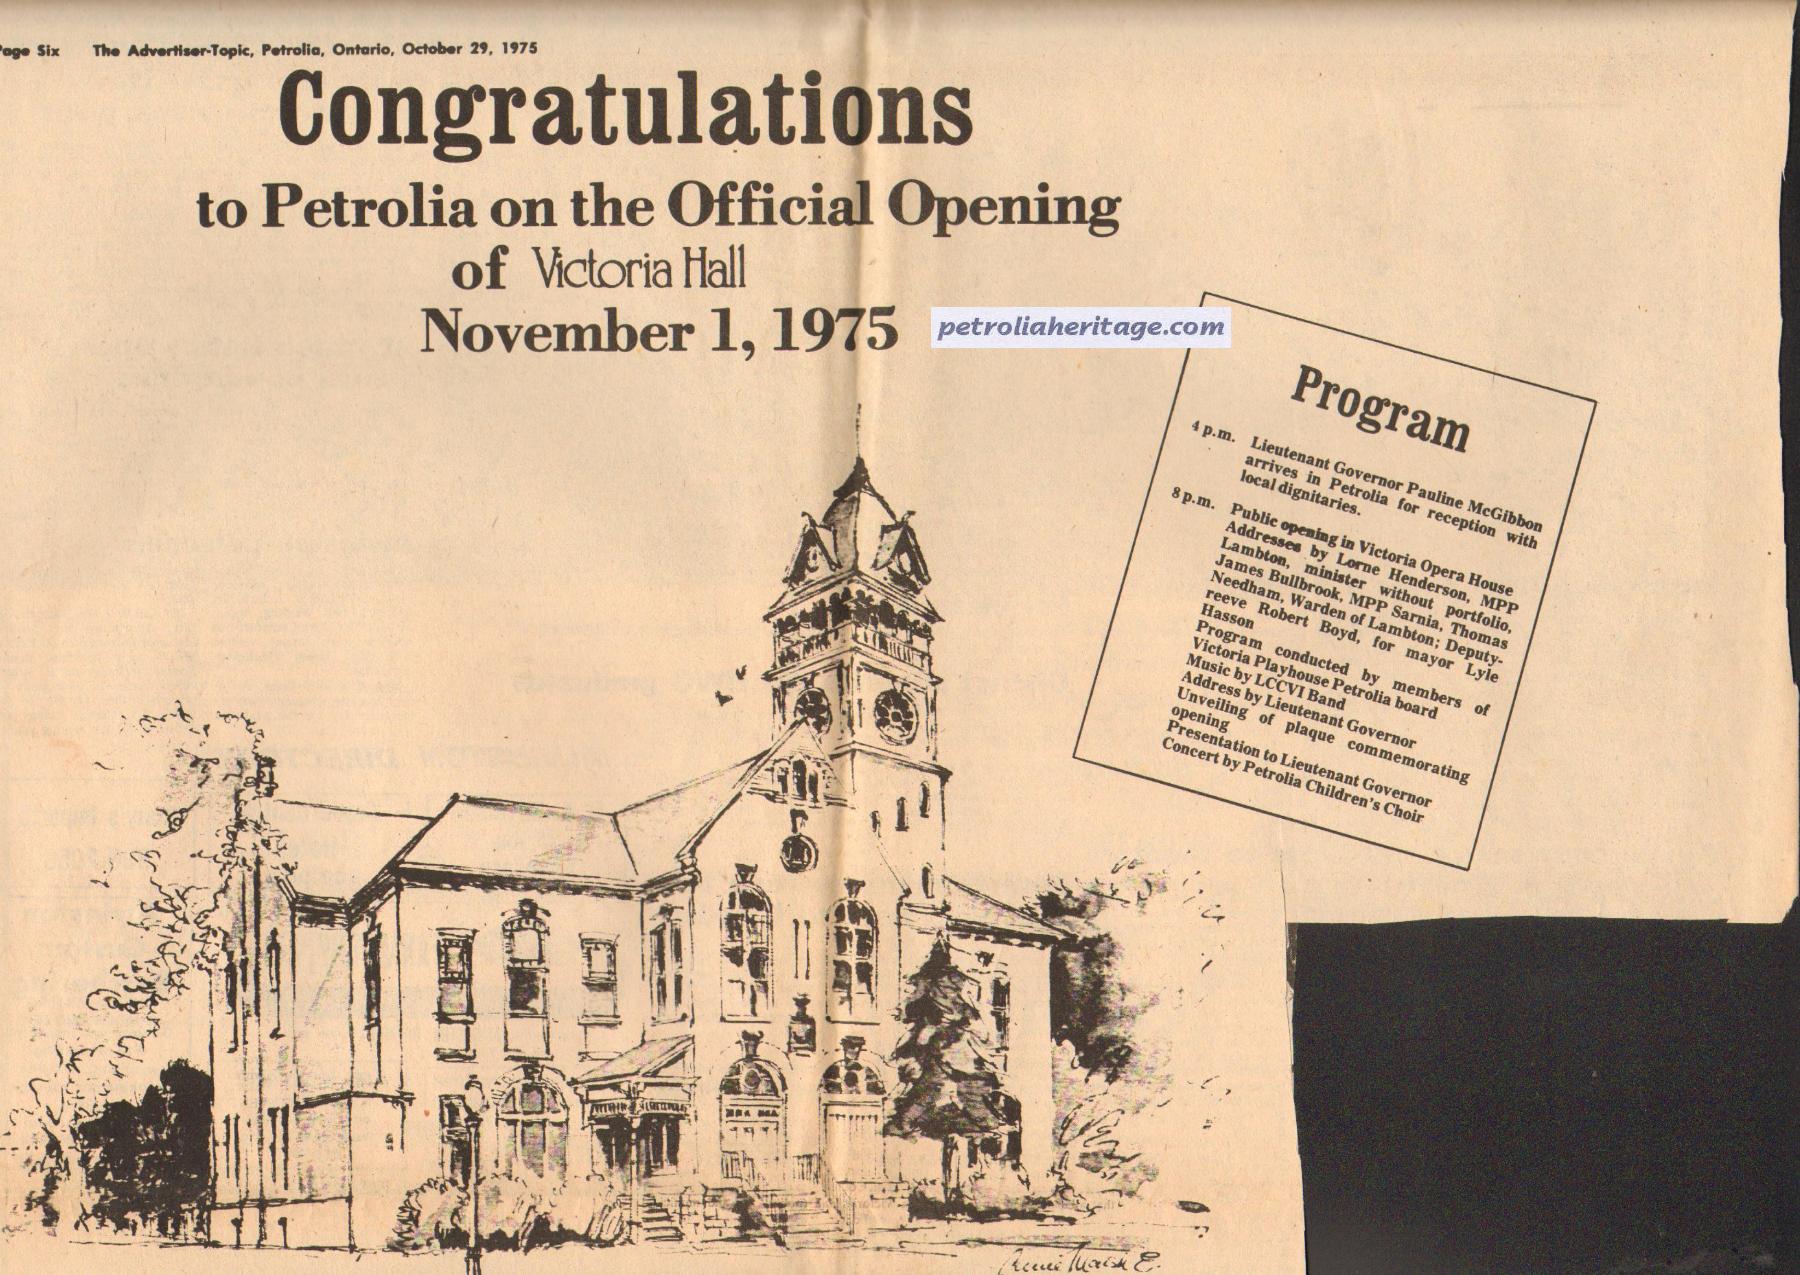 Page Six The Advertiser-Topic, Petrolia, Ontario, October 29, 1975
Congratulations
to Petrolia on the Official Opening
of Victoria Hall
November 1, 1975
petroliaheritage.com
Program
4 p.m. Lieutenant Governor Pauline McGibbon
arrives in Petrolia for reception with
local dignitaries.
8 p.m. Public opening in Victoria Opera House
Addresses by Lorne Henderson, MPP
Lambton, minister without portfolio,
James Bullbrook, MPP Sarnia, Thomas
Needham, Warden of Lambton; Deputy-
reeve Robert Boyd, for mayor Lyle
Hasson
Program conducted by members of
Victoria Playhouse Petrolia board
Music by LCCVI Band
Address by Lieutenant Governor
Unveiling of plaque commemorating
opening
Presentation to Lieutenant Governor
Concert by Petrolia Children's Choir